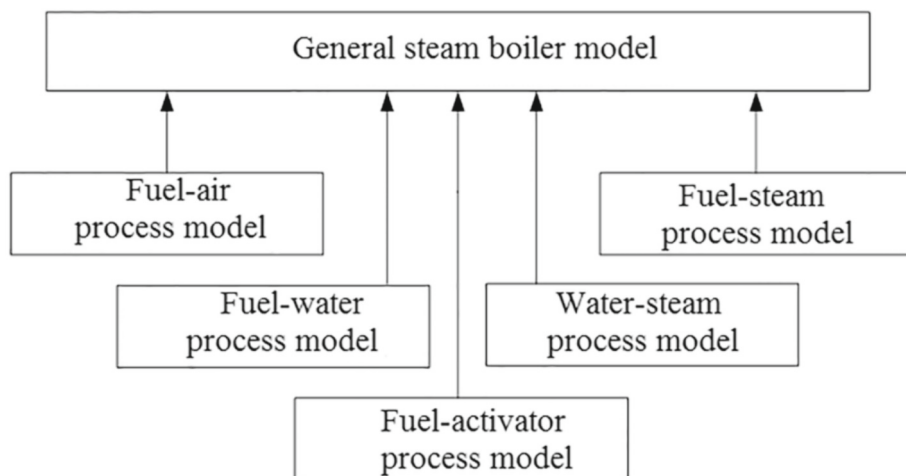 General steam boiler model
Fuel-air
process model
Fuel-steam
process model
Fuel-water
process model
Water-steam
process model
Fuel-activator
process model